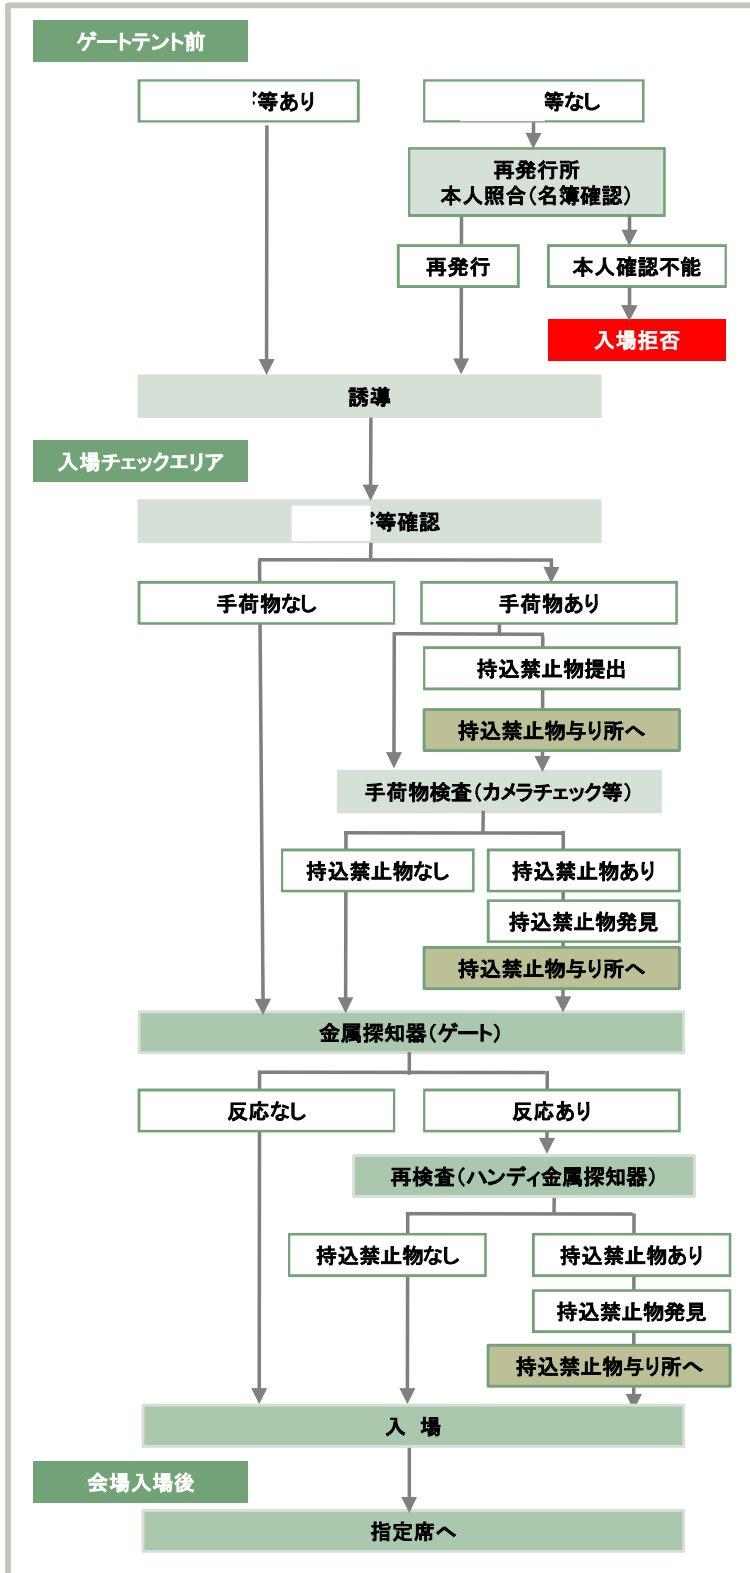 ゲートテント前
等あり
等なし
再発行所
本人照合（名簿確認）
再発行
本人確認不能
入場拒否
誘導
入場チェックエリア
等確認
手荷物なし
手荷物あり
持込禁止物提出
持込禁止物与り所へ
手荷物検査（カメラチェック等）
持込禁止物なし
持込禁止物あり
持込禁止物発見
持込禁止物与り所へ
金属探知器（ゲート）
反応なし
反応あり
再検査（ハンディ金属探知器）
持込禁止物なし
持込禁止物あり
持込禁止物発見
持込禁止物与り所へ
入 場
会場入場後
指定席へ